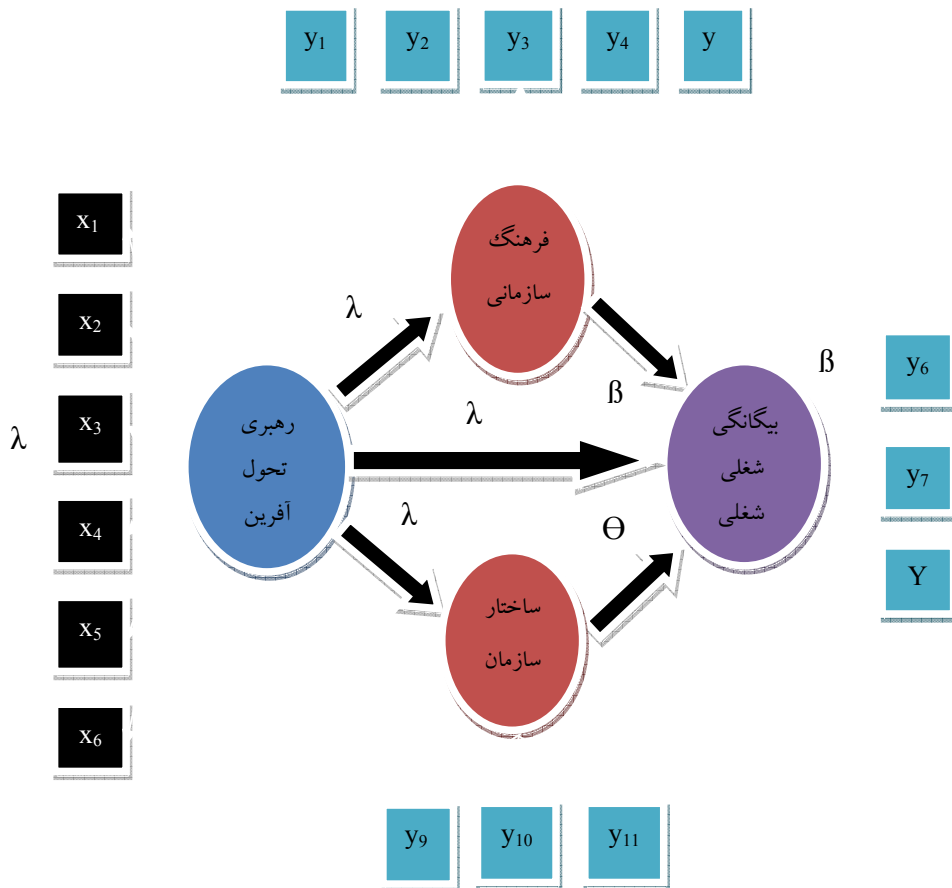 y₁ y₂ y₃ y₄ y
x₁
x₂
x₃
x₄
x₅
x₆
λ
فرهنگ
سازمانی
λ
ß
ß
λ
رهبری
تحول
آفرین
بیگانگی
شغلی
شغلی
λ
Ө
ساختار
سازمان
y₆
y₇
Y
y₉ y₁₀ y₁₁